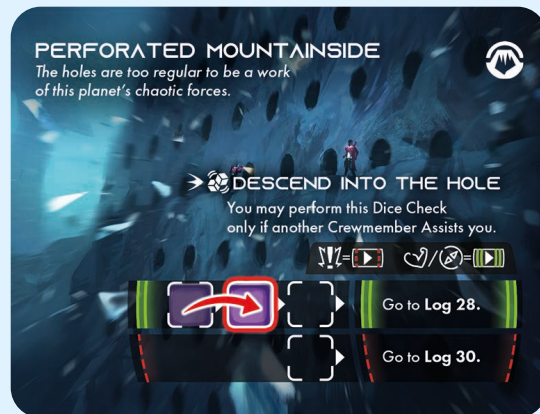 PERFORATED MOUNTAINSIDE
The holes are too regular to be a work
of this planet's chaotic forces.
DESCEND INTO THE HOLE
You may perform this Dice Check
only if another Crewmember Assists you.
Go to Log 28.
Go to Log 30.